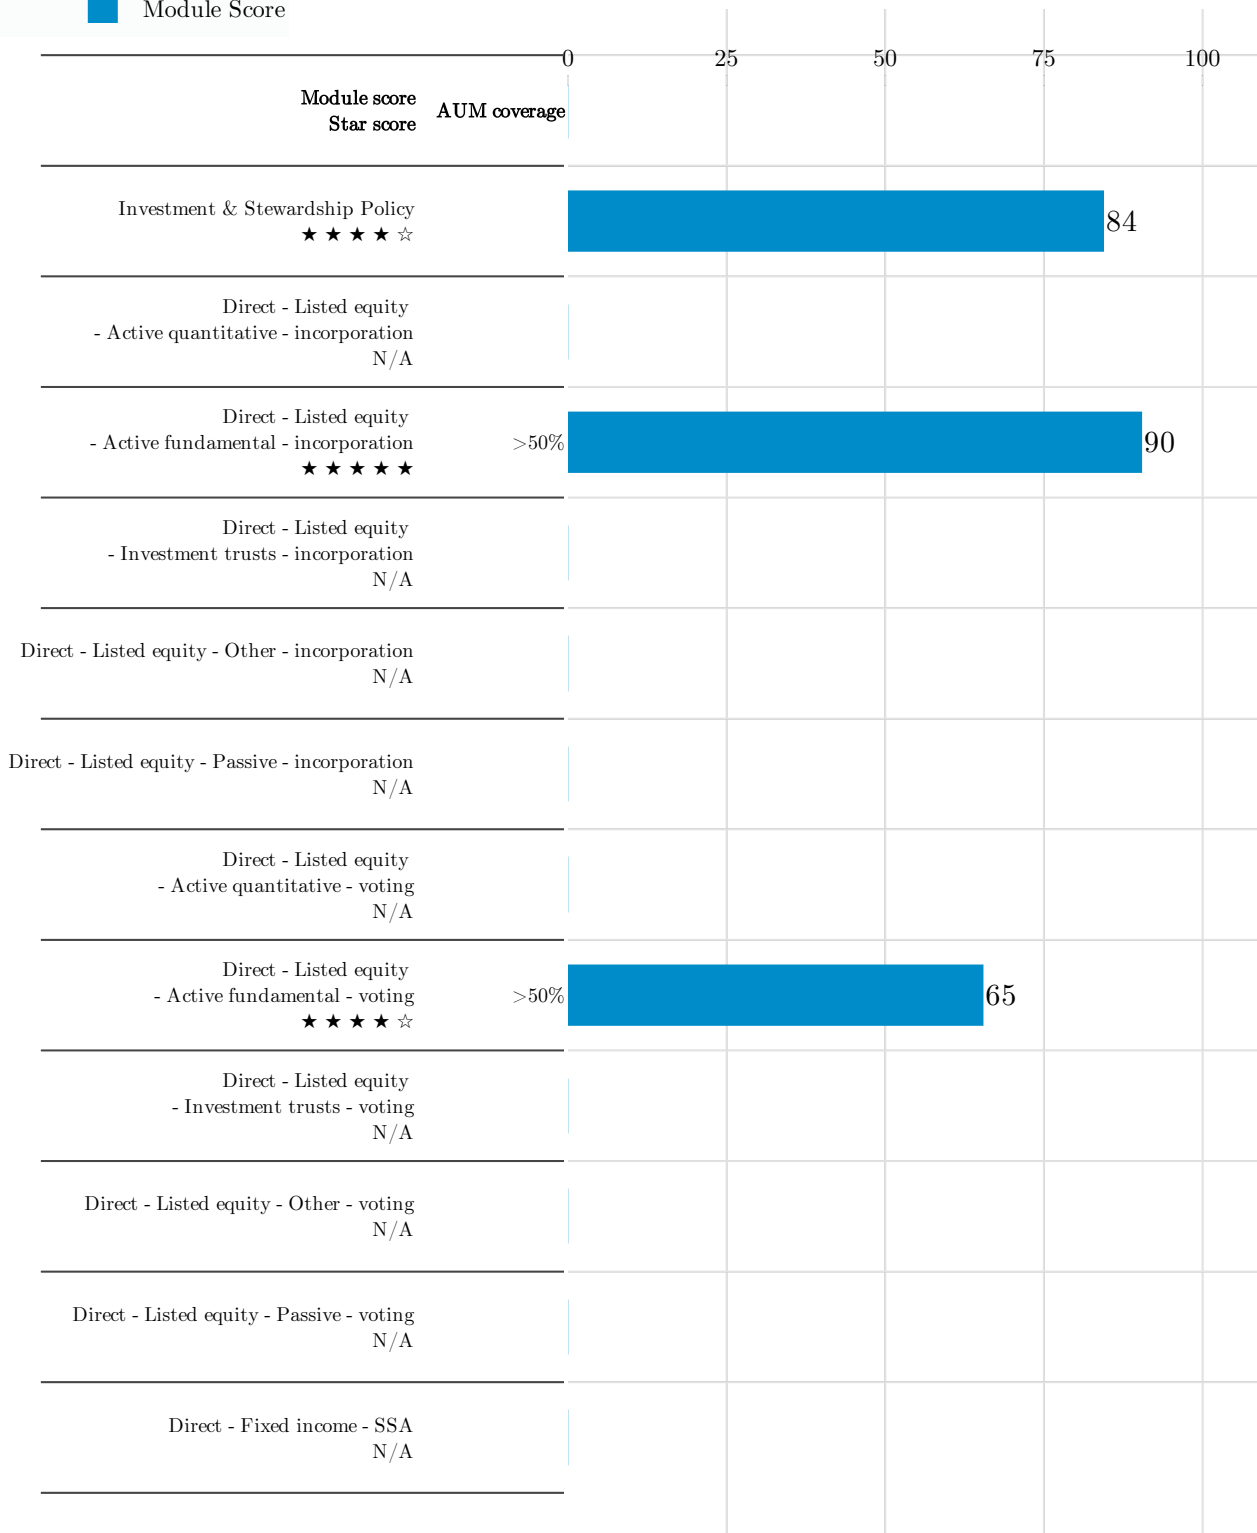 Module Score
0 25 50 75 100
Module score
Star score
AUM coverage
Investment & Stewardship Policy
★ ★ ★ ★ ☆
84
Direct - Listed equity
- Active quantitative - incorporation
N/A
Direct - Listed equity
- Active fundamental - incorporation
★ ★ ★ ★ ★
>50%
90
Direct - Listed equity
- Investment trusts - incorporation
N/A
Direct - Listed equity - Other - incorporation
N/A
Direct - Listed equity - Passive - incorporation
N/A
Direct - Listed equity
- Active quantitative - voting
N/A
Direct - Listed equity
- Active fundamental - voting
★ ★ ★ ★ ☆
>50%
65
Direct - Listed equity
- Investment trusts - voting
N/A
Direct - Listed equity - Other - voting
N/A
Direct - Listed equity - Passive - voting
N/A
Direct - Fixed income - SSA
N/A